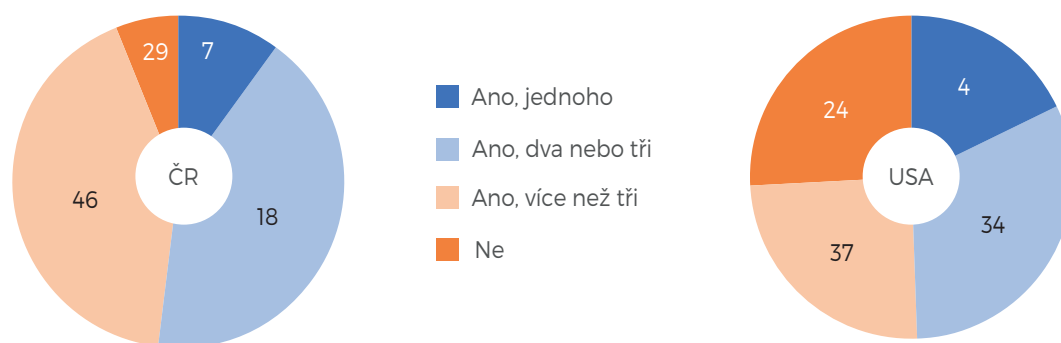 29
7
ČR
46
18
Ano, jednoho
Ano, dva nebo tři
Ano, více než tři
Ne
4
24
USA
34
37